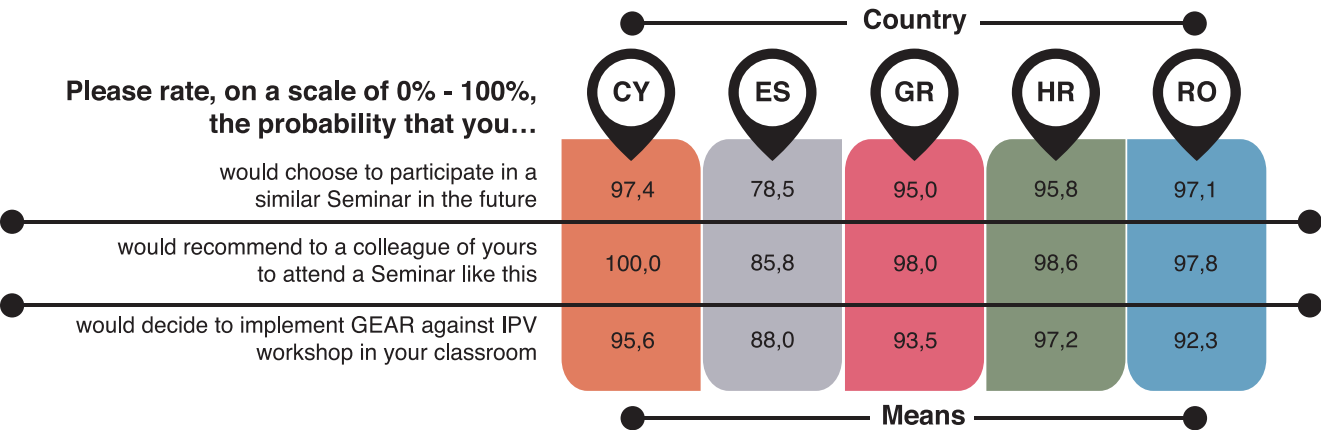 Country
Please rate, on a scale of 0% - 100%,
the probability that you…
CY ES GR HR RO
would choose to participate in a
similar Seminar in the future
97,4 78,5 95,0 95,8 97,1
would recommend to a colleague of yours
to attend a Seminar like this
100,0 85,8 98,0 98,6 97,8
would decide to implement GEAR against IPV
workshop in your classroom
95,6 88,0 93,5 97,2 92,3
Means